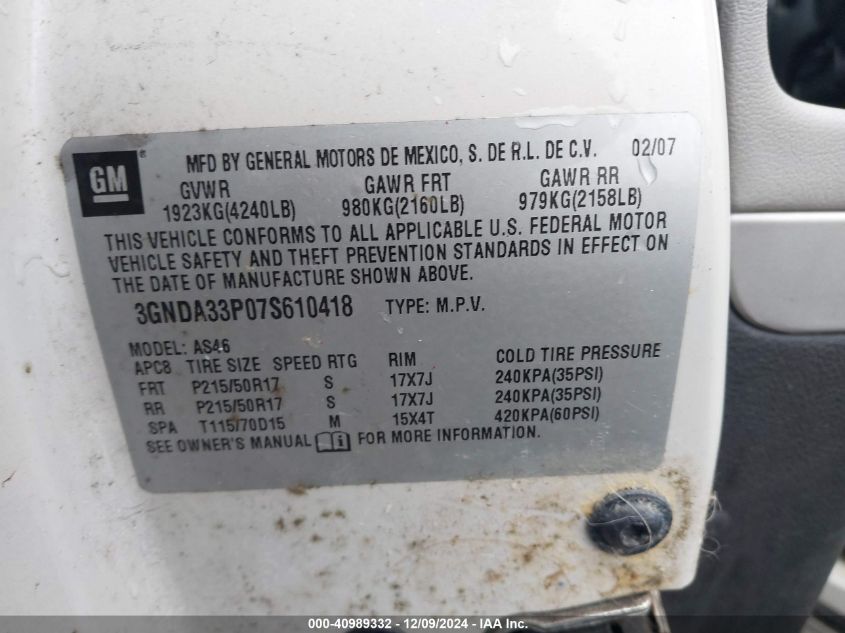 GM ® MFD BY GENERAL MOTORS DE MEXICO, S. DE R.L. DE C.V. 02/07
GVWR GAWR FRT GAWR RR
1923KG(4240LB) 980KG(2160LB) 979KG(2158LB)
THIS VEHICLE CONFORMS TO ALL APPLICABLE U.S. FEDERAL MOTOR
VEHICLE SAFETY AND THEFT PREVENTION STANDARDS IN EFFECT ON
THE DATE OF MANUFACTURE SHOWN ABOVE.
3GNDA33P07S610418 TYPE: M.P.V.
MODEL: AS46
APC8 TIRE SIZE SPEED RTG RIM COLD TIRE PRESSURE
FRT P215/50R17 S 17X7J 240KPA(35PSI)
RR P215/50R17 S 17X7J 240KPA(35PSI)
SPA T115/70D15 M 15X4T 420KPA(60PSI)
SEE OWNER'S MANUAL i FOR MORE INFORMATION.
000-40989332 - 12/09/2024 - IAA Inc.